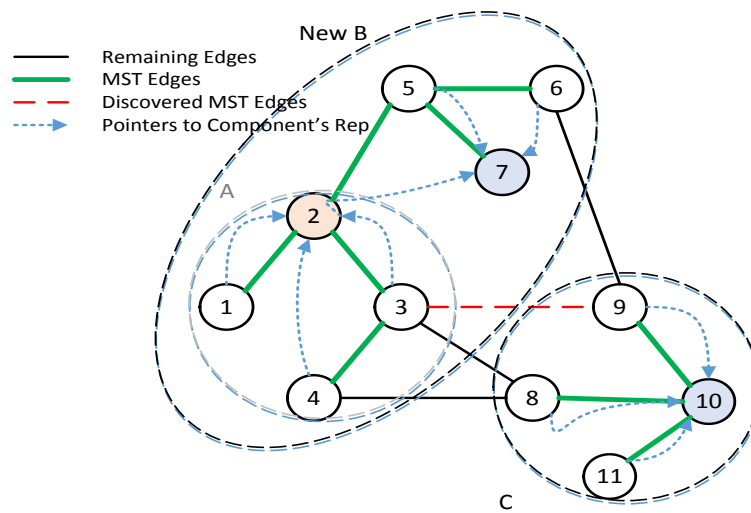 New B
Remaining Edges
MST Edges
Discovered MST Edges
Pointers to Component's Rep
5
6
7
A
2
1
3
9
4
8
10
11
C